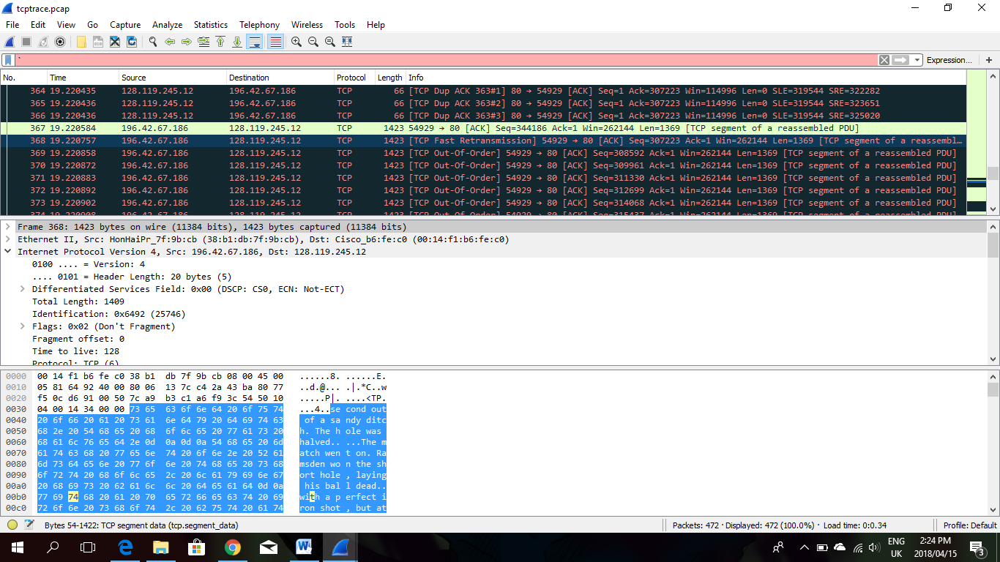 tcptrace.pcap
File Edit View Go Capture Analyze Statistics Telephony Wireless Tools Help
` Expression... +
No. Time Source Destination Protocol Length Info
364 19.220435 128.119.245.12 196.42.67.186 TCP 66 [TCP Dup ACK 363#1] 80 → 54929 [ACK] Seq=1 Ack=307223 Win=114996 Len=0 SLE=319544 SRE=322282
365 19.220436 128.119.245.12 196.42.67.186 TCP 66 [TCP Dup ACK 363#2] 80 → 54929 [ACK] Seq=1 Ack=307223 Win=114996 Len=0 SLE=319544 SRE=323651
366 19.220436 128.119.245.12 196.42.67.186 TCP 66 [TCP Dup ACK 363#3] 80 → 54929 [ACK] Seq=1 Ack=307223 Win=114996 Len=0 SLE=319544 SRE=325020
367 19.220584 196.42.67.186 128.119.245.12 TCP 1423 54929 → 80 [ACK] Seq=344186 Ack=1 Win=262144 Len=1369 [TCP segment of a reassembled PDU]
368 19.220757 196.42.67.186 128.119.245.12 TCP 1423 [TCP Fast Retransmission] 54929 → 80 [ACK] Seq=307223 Ack=1 Win=262144 Len=1369 [TCP segment of a reassembl…
369 19.220858 196.42.67.186 128.119.245.12 TCP 1423 [TCP Out-Of-Order] 54929 → 80 [ACK] Seq=308592 Ack=1 Win=262144 Len=1369 [TCP segment of a reassembled PDU]
370 19.220872 196.42.67.186 128.119.245.12 TCP 1423 [TCP Out-Of-Order] 54929 → 80 [ACK] Seq=309961 Ack=1 Win=262144 Len=1369 [TCP segment of a reassembled PDU]
371 19.220883 196.42.67.186 128.119.245.12 TCP 1423 [TCP Out-Of-Order] 54929 → 80 [ACK] Seq=311330 Ack=1 Win=262144 Len=1369 [TCP segment of a reassembled PDU]
372 19.220892 196.42.67.186 128.119.245.12 TCP 1423 [TCP Out-Of-Order] 54929 → 80 [ACK] Seq=312699 Ack=1 Win=262144 Len=1369 [TCP segment of a reassembled PDU]
373 19.220902 196.42.67.186 128.119.245.12 TCP 1423 [TCP Out-Of-Order] 54929 → 80 [ACK] Seq=314068 Ack=1 Win=262144 Len=1369 [TCP segment of a reassembled PDU]
Frame 368: 1423 bytes on wire (11384 bits), 1423 bytes captured (11384 bits)
Ethernet II, Src: HonHaiPr_7f:9b:cb (38:b1:db:7f:9b:cb), Dst: Cisco_b6:fe:c0 (00:14:f1:b6:fe:c0)
Internet Protocol Version 4, Src: 196.42.67.186, Dst: 128.119.245.12
0100 .... = Version: 4
.... 0101 = Header Length: 20 bytes (5)
Differentiated Services Field: 0x00 (DSCP: CS0, ECN: Not-ECT)
Total Length: 1409
Identification: 0x6492 (25746)
Flags: 0x02 (Don't Fragment)
Fragment offset: 0
Time to live: 128
Protocol: TCP (6)
0000 00 14 f1 b6 fe c0 38 b1 db 7f 9b cb 08 00 45 00 ......8. ......E.
0010 05 81 64 92 40 00 80 06 13 7c c4 2a 43 ba 80 77 ..d.@... .|.*C..w
0020 f5 0c d6 91 00 50 7c a9 b3 c1 a6 f9 3c 54 50 10 .....P|. ....<TP.
0030 04 00 14 34 00 00 73 65 63 6f 6e 64 20 6f 75 74 ...4..se cond out
0040 20 6f 66 20 61 20 73 61 6e 64 79 20 64 69 74 63 of a sa ndy ditc
0050 68 2e 20 54 68 65 20 68 6f 6c 65 20 77 61 73 20 h. The h ole was
0060 68 61 6c 76 65 64 2e 0d 0a 0d 0a 54 68 65 20 6d halved.. ...The m
0070 61 74 63 68 20 77 65 6e 74 20 6f 6e 2e 20 52 61 atch wen t on. Ra
0080 6d 73 64 65 6e 20 77 6f 6e 20 74 68 65 20 73 68 msden wo n the sh
0090 6f 72 74 20 68 6f 6c 65 2c 20 6c 61 79 69 6e 67 ort hole , laying
00a0 20 68 69 73 20 62 61 6c 6c 20 64 65 61 64 0d 0a his bal l dead..
00b0 77 69 74 68 20 61 20 70 65 72 66 65 63 74 20 69 with a p erfect i
00c0 72 6f 6e 20 73 68 6f 74 2c 20 62 75 74 20 61 74 ron shot , but at
Bytes 54-1422: TCP segment data (tcp.segment_data) Packets: 472 · Displayed: 472 (100.0%) · Load time: 0:0.34 Profile: Default
ENG 2:24 PM
UK 2018/04/15 3